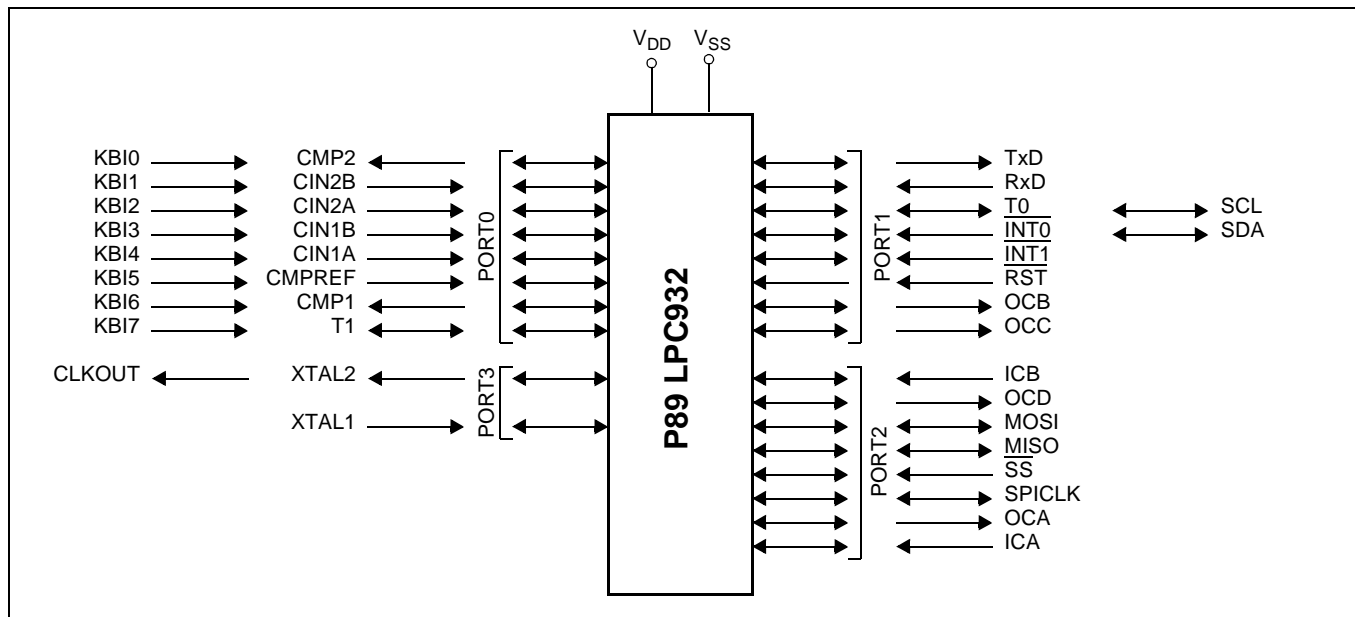 VDD VSS
KBI0 CMP2 TxD
KBI1 CIN2B RxD
KBI2 CIN2A T0 SCL
KBI3 CIN1B INT0 SDA
KBI4 CIN1A INT1
KBI5 CMPREF RST
KBI6 CMP1 OCB
KBI7 T1 OCC
PORT0
PORT1
P89 LPC932
CLKOUT XTAL2 ICB
OCD
XTAL1 MOSI
MISO
SS
SPICLK
OCA
ICA
PORT3
PORT2